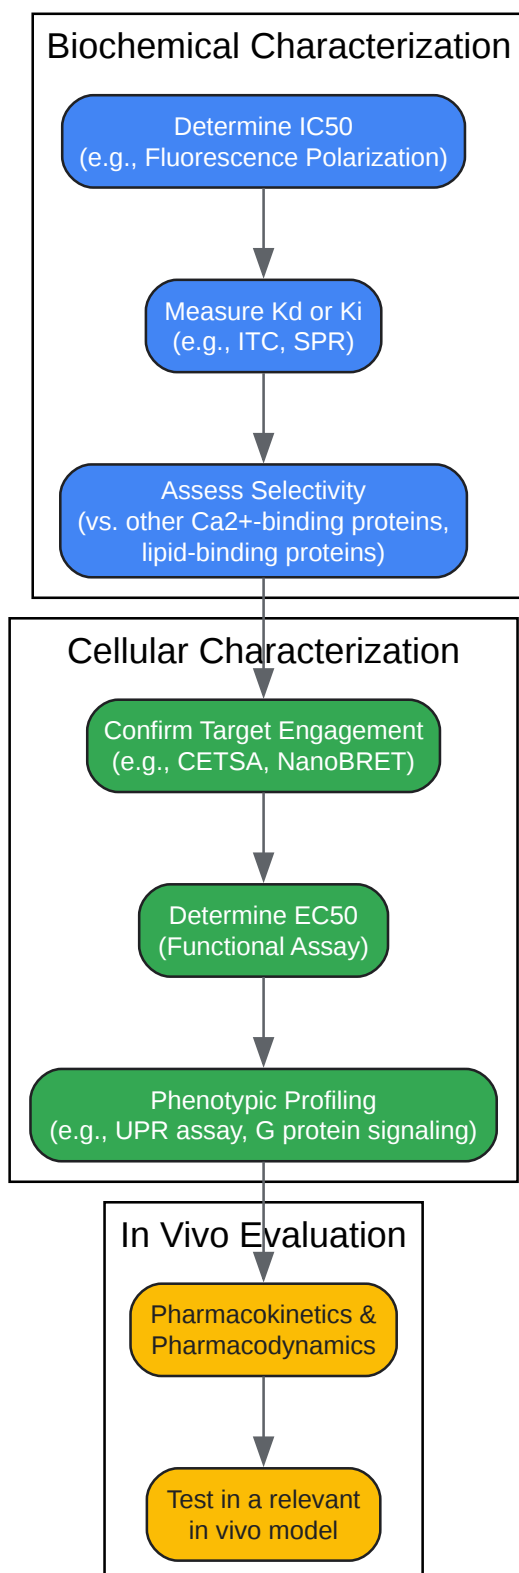 Biochemical Characterization
Determine IC50
(e.g., Fluorescence Polarization)
Measure Kd or Ki
(e.g., ITC, SPR)
Assess Selectivity
(vs. other Ca2+-binding proteins,
lipid-binding proteins)
Cellular Characterization
Confirm Target Engagement
(e.g., CETSA, NanoBRET)
Determine EC50
(Functional Assay)
Phenotypic Profiling
(e.g., UPR assay, G protein signaling)
In Vivo Evaluation
Pharmacokinetics &
Pharmacodynamics
Test in a relevant
in vivo model